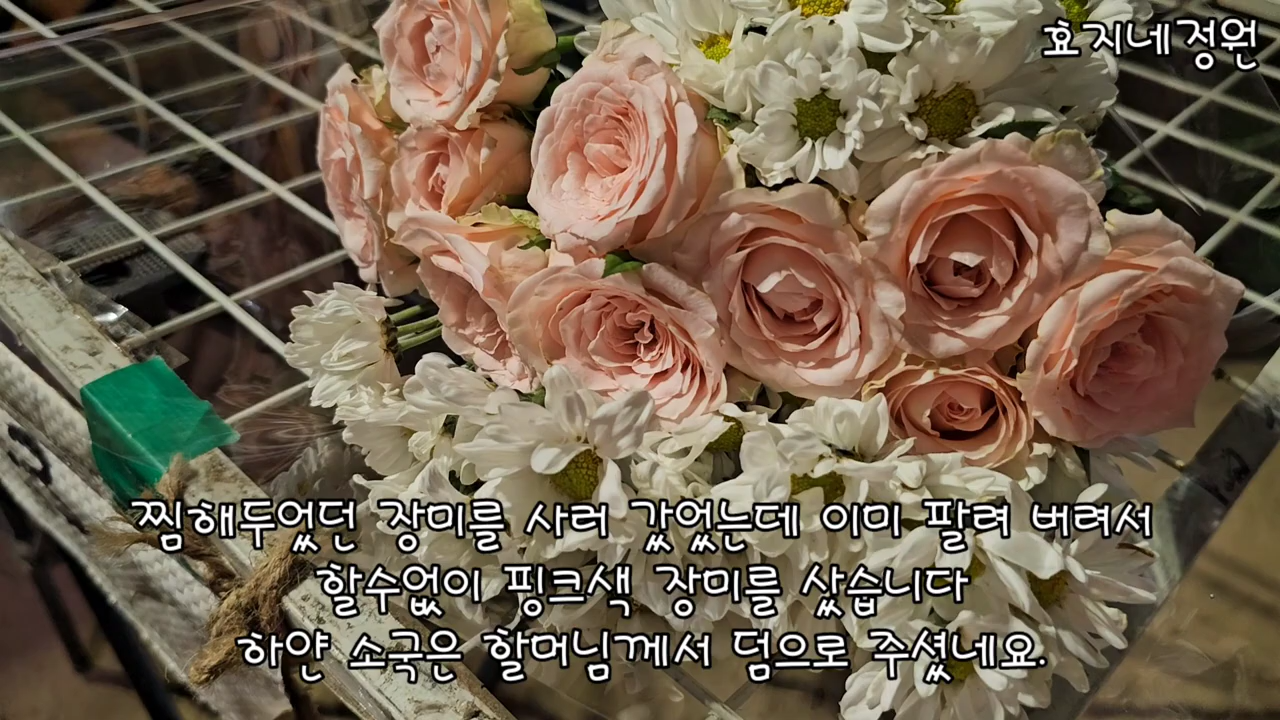 효지네정원
찜해두었던 장미를 사러 갔었는데 이미 팔려 버려서
할수없이 핑크색 장미를 샀습니다
하얀 소국은 할머님께서 덤으로 주셨네요.